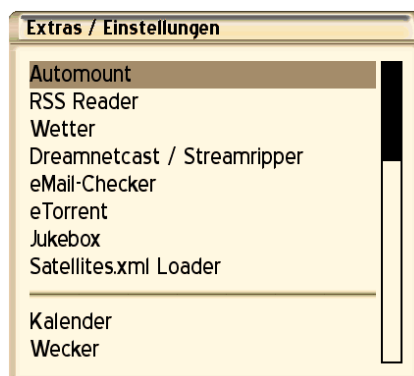 Extras / Einstellungen
Automount
RSS Reader
Wetter
Dreamnetcast / Streamripper
eMail-Checker
eTorrent
Jukebox
Satellites.xml Loader
Kalender
Wecker